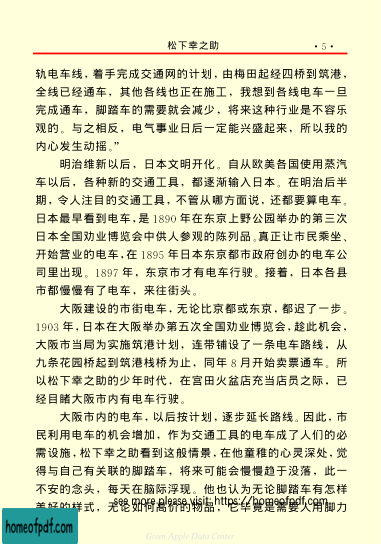 松下幸之助
·5·
轨电车线，着手完成交通网的计划，由梅田起经四桥到筑港，
全线已经通车，其他各线也正在施工，我想到各线电车一旦
完成通车，脚踏车的需要就会减少，将来这种行业是不容乐
观的。与之相反，电气事业日后一定能兴盛起来，所以我的
内心发生动摇。”
明治维新以后，日本文明开化。自从欧美各国使用蒸汽
车以后，各种新的交通工具，都逐渐输入日本。在明治后半
期，令人注目的交通工具，不管从哪方面说，还都要算电车。
日本最早看到电车，是 1890 年在东京上野公园举办的第三次
日本全国劝业博览会中供人参观的陈列品。真正让市民乘坐、
开始营业的电车，在 1895 年日本东京都市政府创办的电车公
司里出现。1897 年，东京市才有电车行驶。接着，日本各县
市都慢慢有了电车，来往街头。
大阪建设的市街电车，无论比京都或东京，都迟了一步。
1903 年，日本在大阪举办第五次全国劝业博览会，趁此机会，
大阪市当局为实施筑港计划，连带铺设了一条电车路线，从
九条花园桥起到筑港栈桥为止，同年 8 月开始卖票通车。所
以松下幸之助的少年时代，在宫田火盆店充当店员之际，已
经目睹大阪市内有电车行驶。
大阪市内的电车，以后按计划，逐步延长路线。因此，市
民利用电车的机会增加，作为交通工具的电车成了人们的必
需设施，松下幸之助看到这般情景，在他童稚的心灵深处，觉
得与自己有关联的脚踏车，将来可能会慢慢趋于没落，此一
不安的念头，每天在脑际浮现。他也认为无论脚踏车有怎样
美好的样式，无论如何高价的物品，它毕竟是需要人用脚力
see more please visit: https://homeofpdf.com
homeofpdf.com
Green Apple Data Center